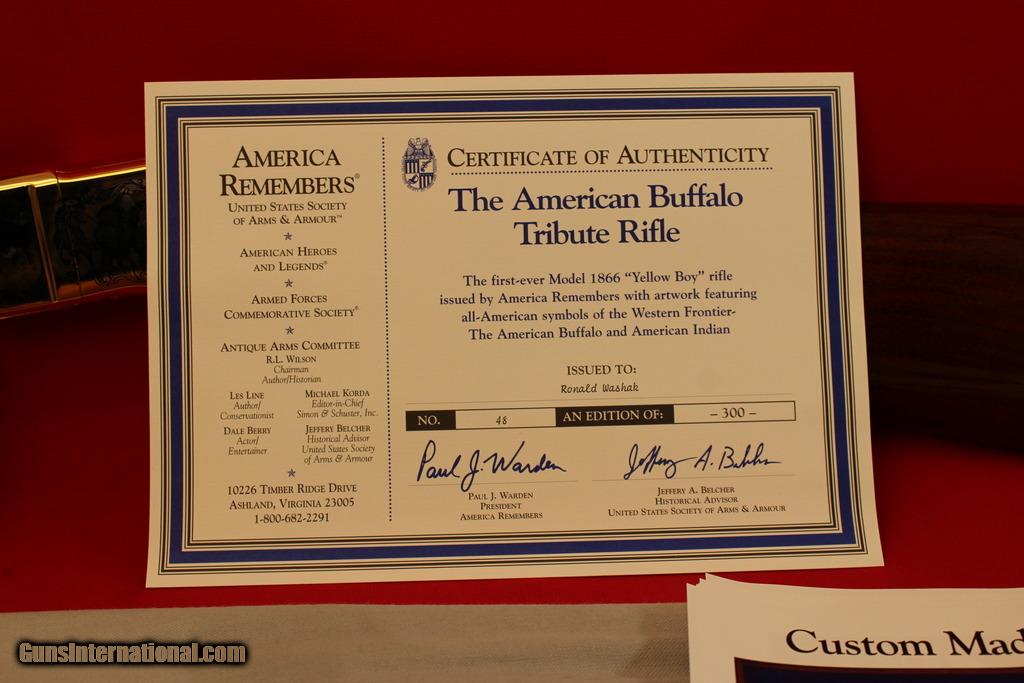 AMERICA
REMEMBERS®
UNITED STATES SOCIETY
OF ARMS & ARMOUR™
AMERICAN HEROES
AND LEGENDS®
ARMED FORCES
COMMEMORATIVE SOCIETY®
ANTIQUE ARMS COMMITTEE
R.L. WILSON
Chairman
Author/Historian
LES LINE
Author/
Conservationist
MICHAEL KORDA
Editor-in-Chief
Simon & Schuster, Inc.
DALE BERRY
Actor/
Entertainer
JEFFERY BELCHER
Historical Advisor
United States Society
of Arms & Armour
10226 TIMBER RIDGE DRIVE
ASHLAND, VIRGINIA 23005
1-800-682-2291
CERTIFICATE OF AUTHENTICITY
The American Buffalo
Tribute Rifle
The first-ever Model 1866 “Yellow Boy” rifle
issued by America Remembers with artwork featuring
all-American symbols of the Western Frontier-
The American Buffalo and American Indian
ISSUED TO:
Ronald Washak
NO. 48 AN EDITION OF: – 300 –
Paul J. Warden
PAUL J. WARDEN
PRESIDENT
AMERICA REMEMBERS
Jeffery A. Belcher
JEFFERY A. BELCHER
HISTORICAL ADVISOR
UNITED STATES SOCIETY OF ARMS & ARMOUR
Custom Mad
GunsInternational.com